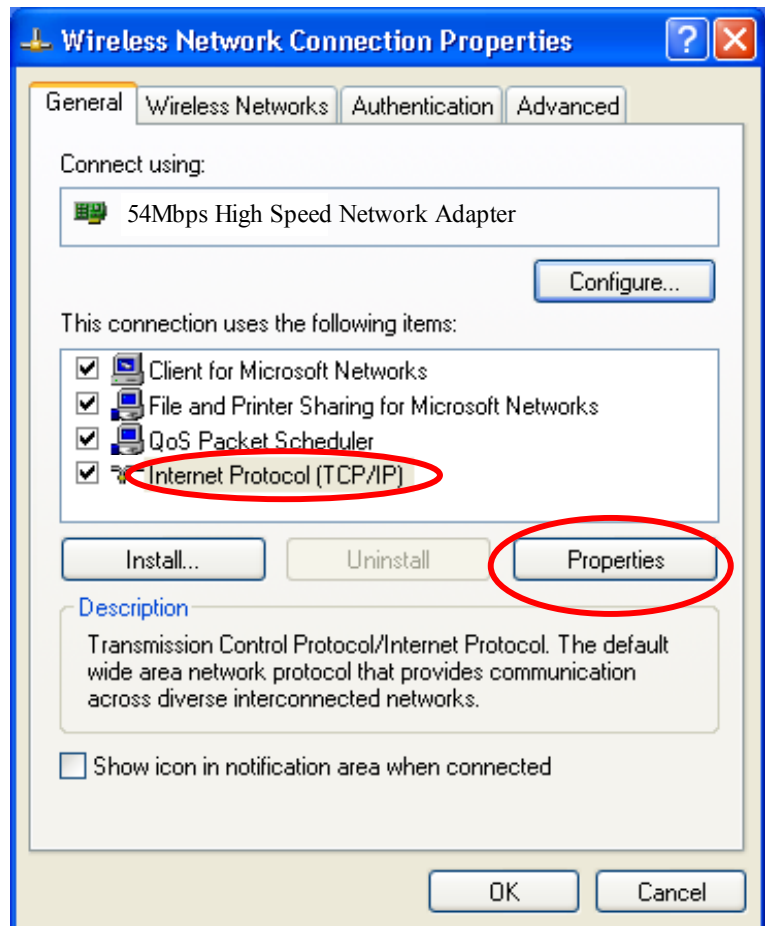 Wireless Network Connection Properties
General Wireless Networks Authentication Advanced
Connect using:
54Mbps High Speed Network Adapter
Configure...
This connection uses the following items:
Client for Microsoft Networks
File and Printer Sharing for Microsoft Networks
QoS Packet Scheduler
Internet Protocol (TCP/IP)
Install... Uninstall Properties
Description
Transmission Control Protocol/Internet Protocol. The default
wide area network protocol that provides communication
across diverse interconnected networks.
Show icon in notification area when connected
OK Cancel